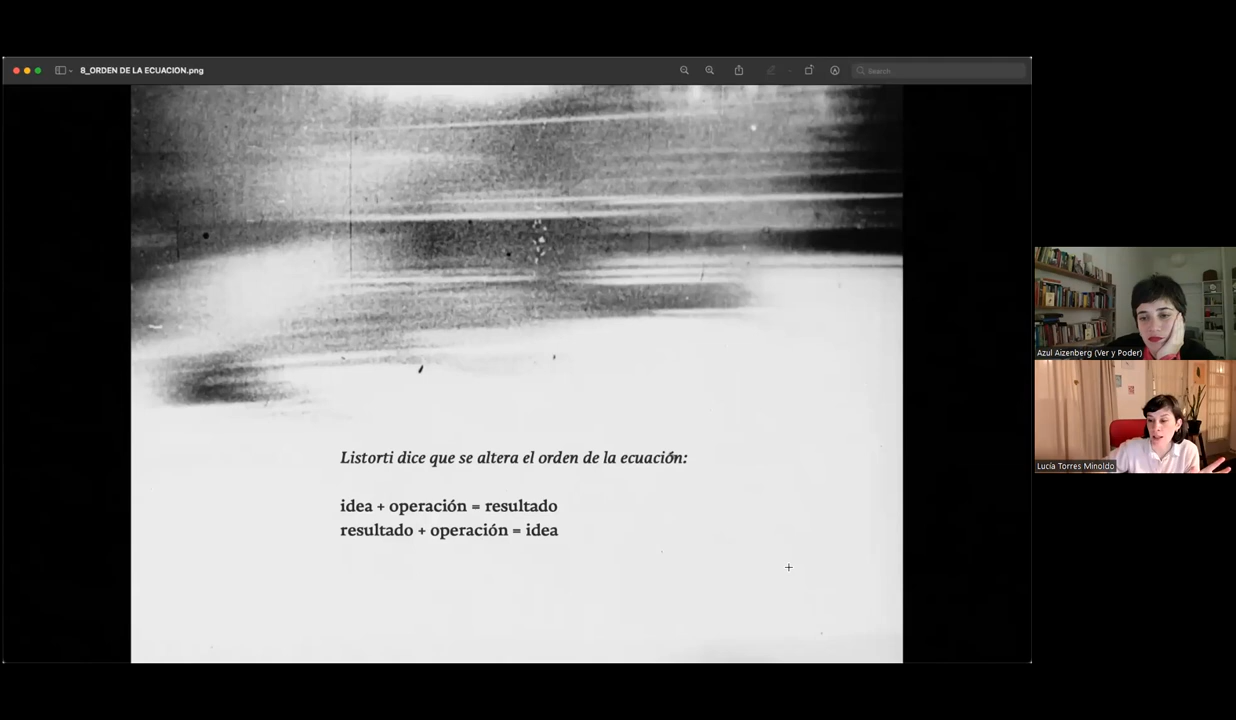 8_ORDEN DE LA ECUACION.png
Search
Listorti dice que se altera el orden de la ecuación:
idea + operación = resultado
resultado + operación = idea
Azul Aizenberg (Ver y Poder)
Lucía Torres Minoldo